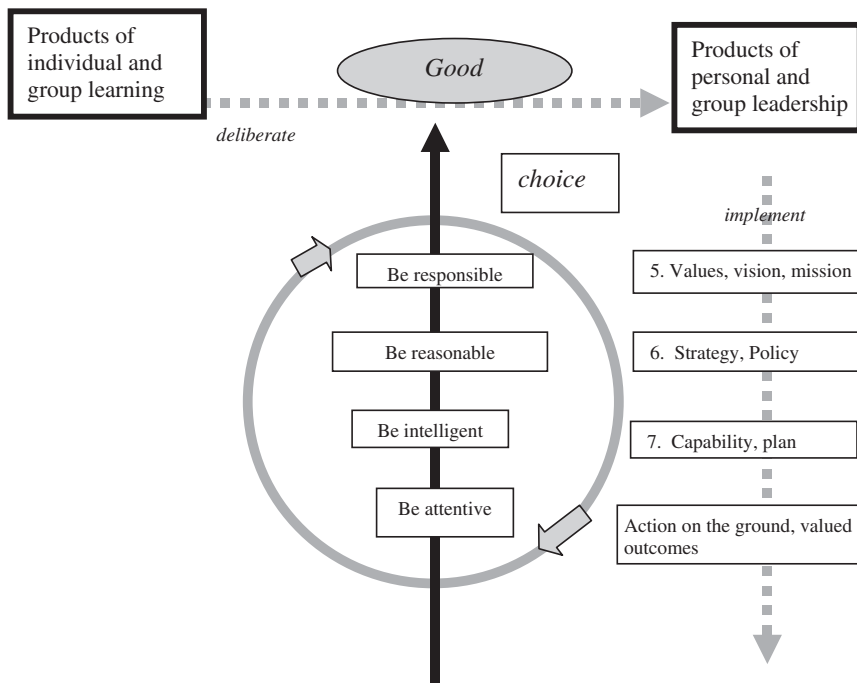 Products of
individual and
group learning
Good
Products of
personal and
group leadership
deliberate
choice
implement
Be responsible
5. Values, vision, mission
Be reasonable
6. Strategy, Policy
Be intelligent
7. Capability, plan
Be attentive
Action on the ground, valued
outcomes